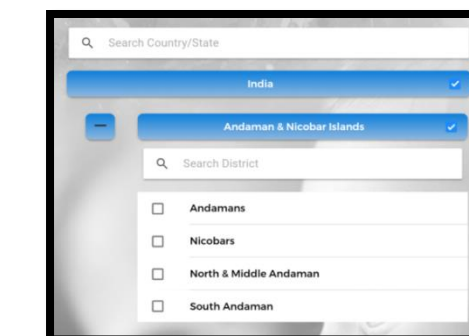 Search Country/State
India
Andaman & Nicobar Islands
Search District
Andamans
Nicobars
North & Middle Andaman
South Andaman